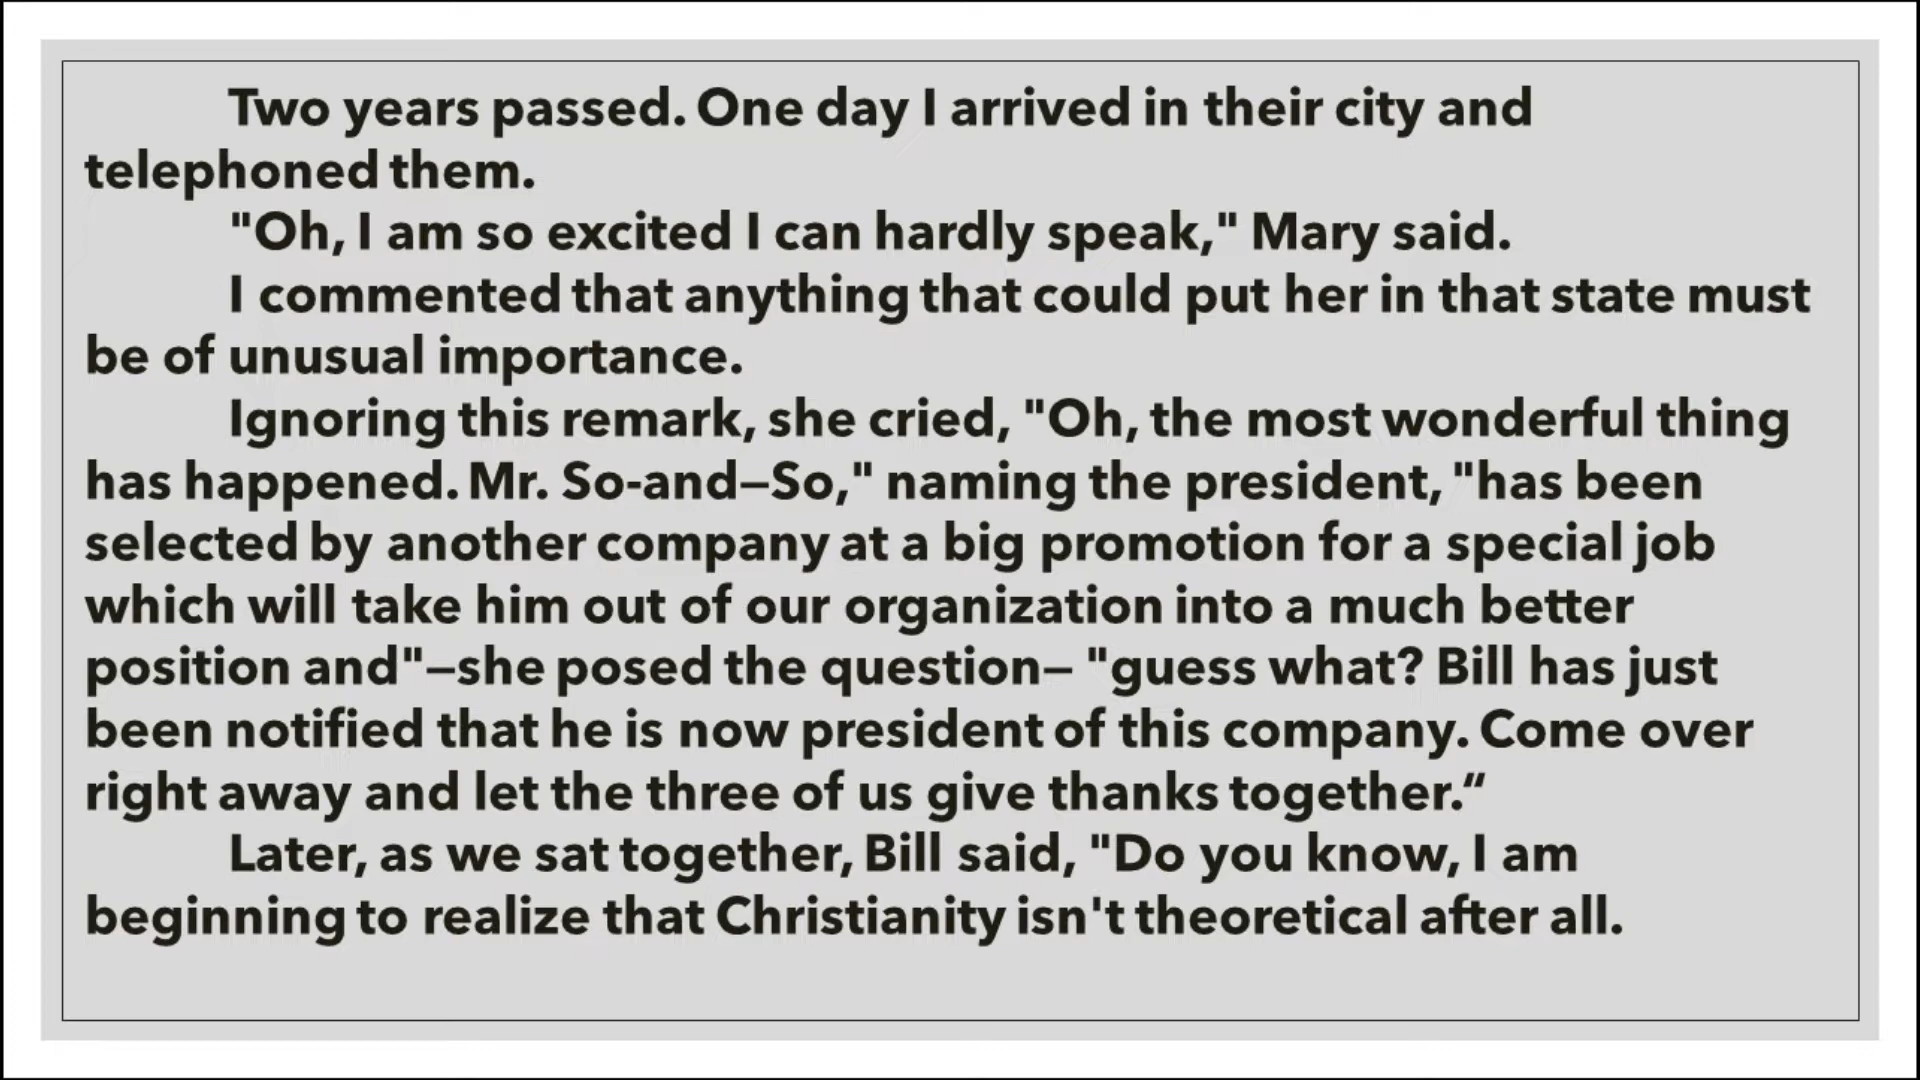 Two years passed. One day I arrived in their city and
telephoned them.
"Oh, I am so excited I can hardly speak," Mary said.
I commented that anything that could put her in that state must
be of unusual importance.
Ignoring this remark, she cried, "Oh, the most wonderful thing
has happened. Mr. So-and–So," naming the president, "has been
selected by another company at a big promotion for a special job
which will take him out of our organization into a much better
position and"–she posed the question– "guess what? Bill has just
been notified that he is now president of this company. Come over
right away and let the three of us give thanks together.“
Later, as we sat together, Bill said, "Do you know, I am
beginning to realize that Christianity isn't theoretical after all.